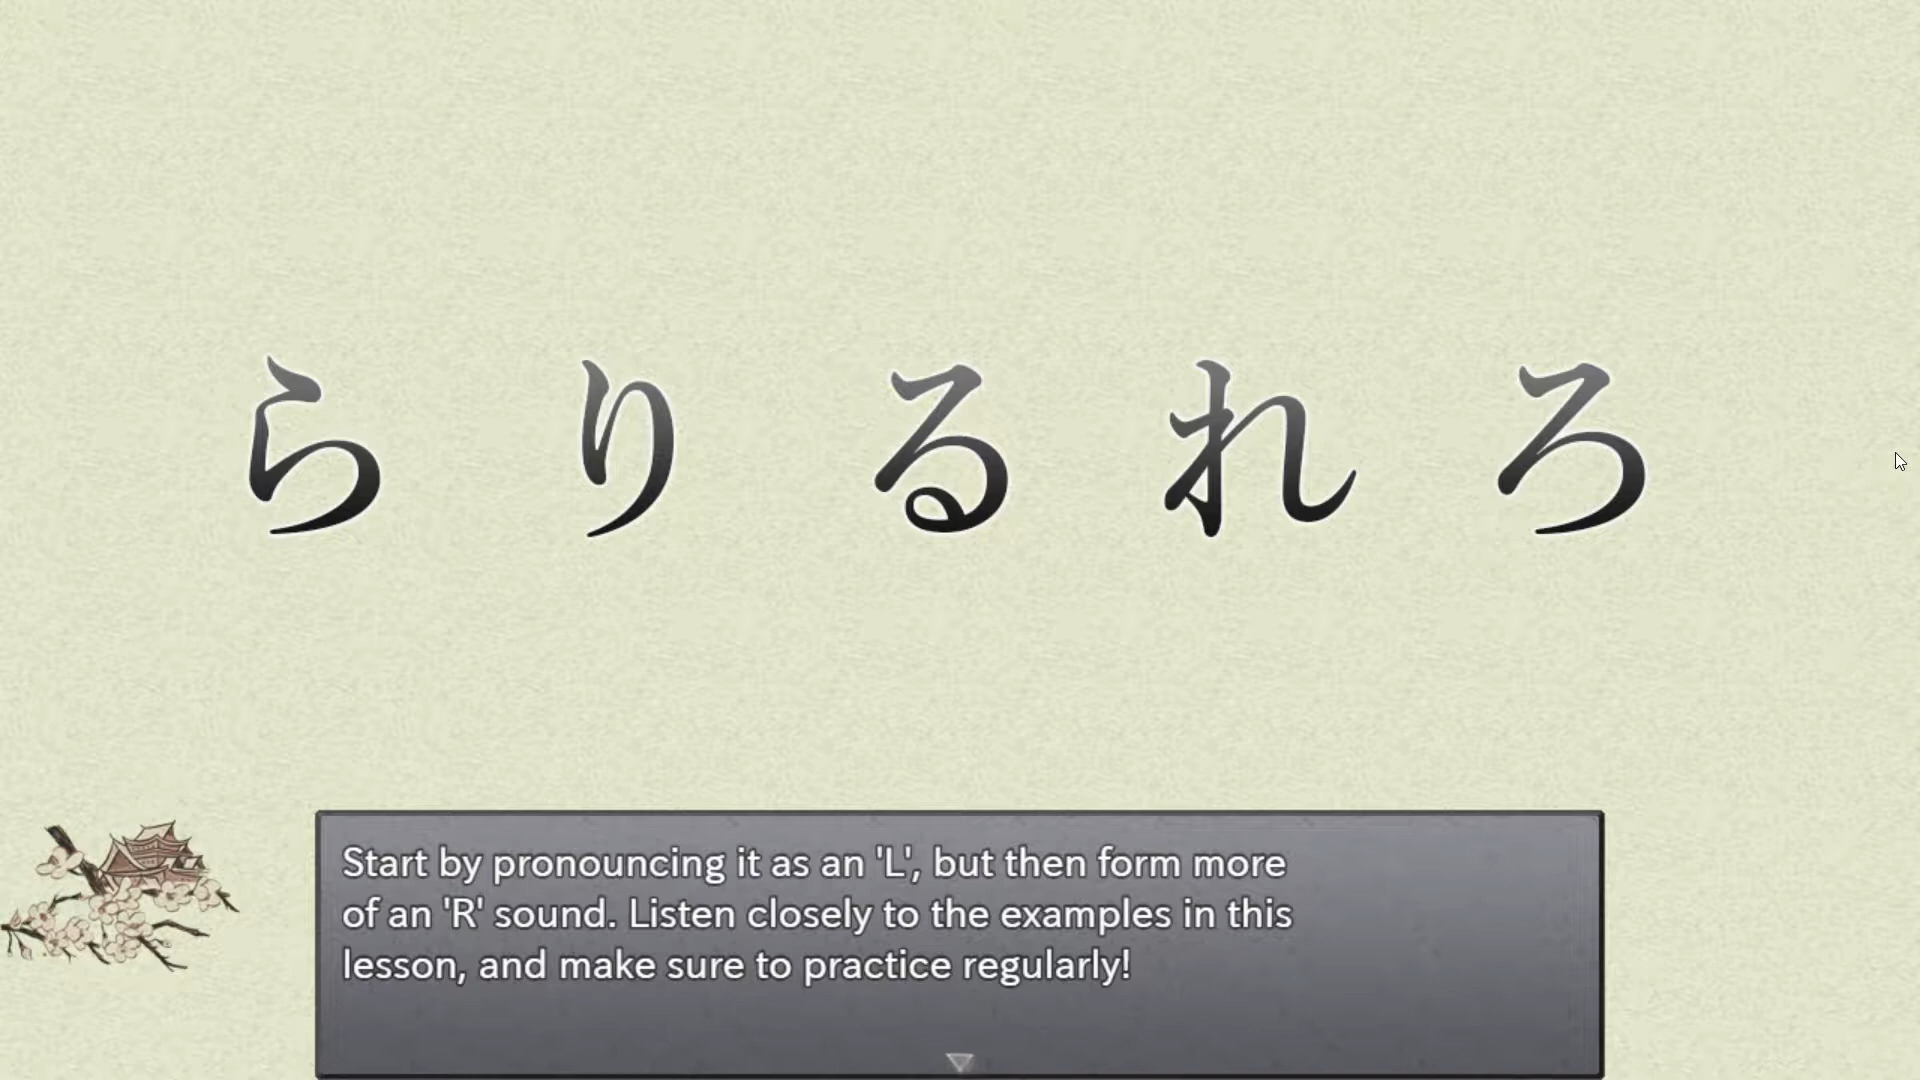 ら り る れ ろ
Start by pronouncing it as an 'L', but then form more
of an 'R' sound. Listen closely to the examples in this
lesson, and make sure to practice regularly!